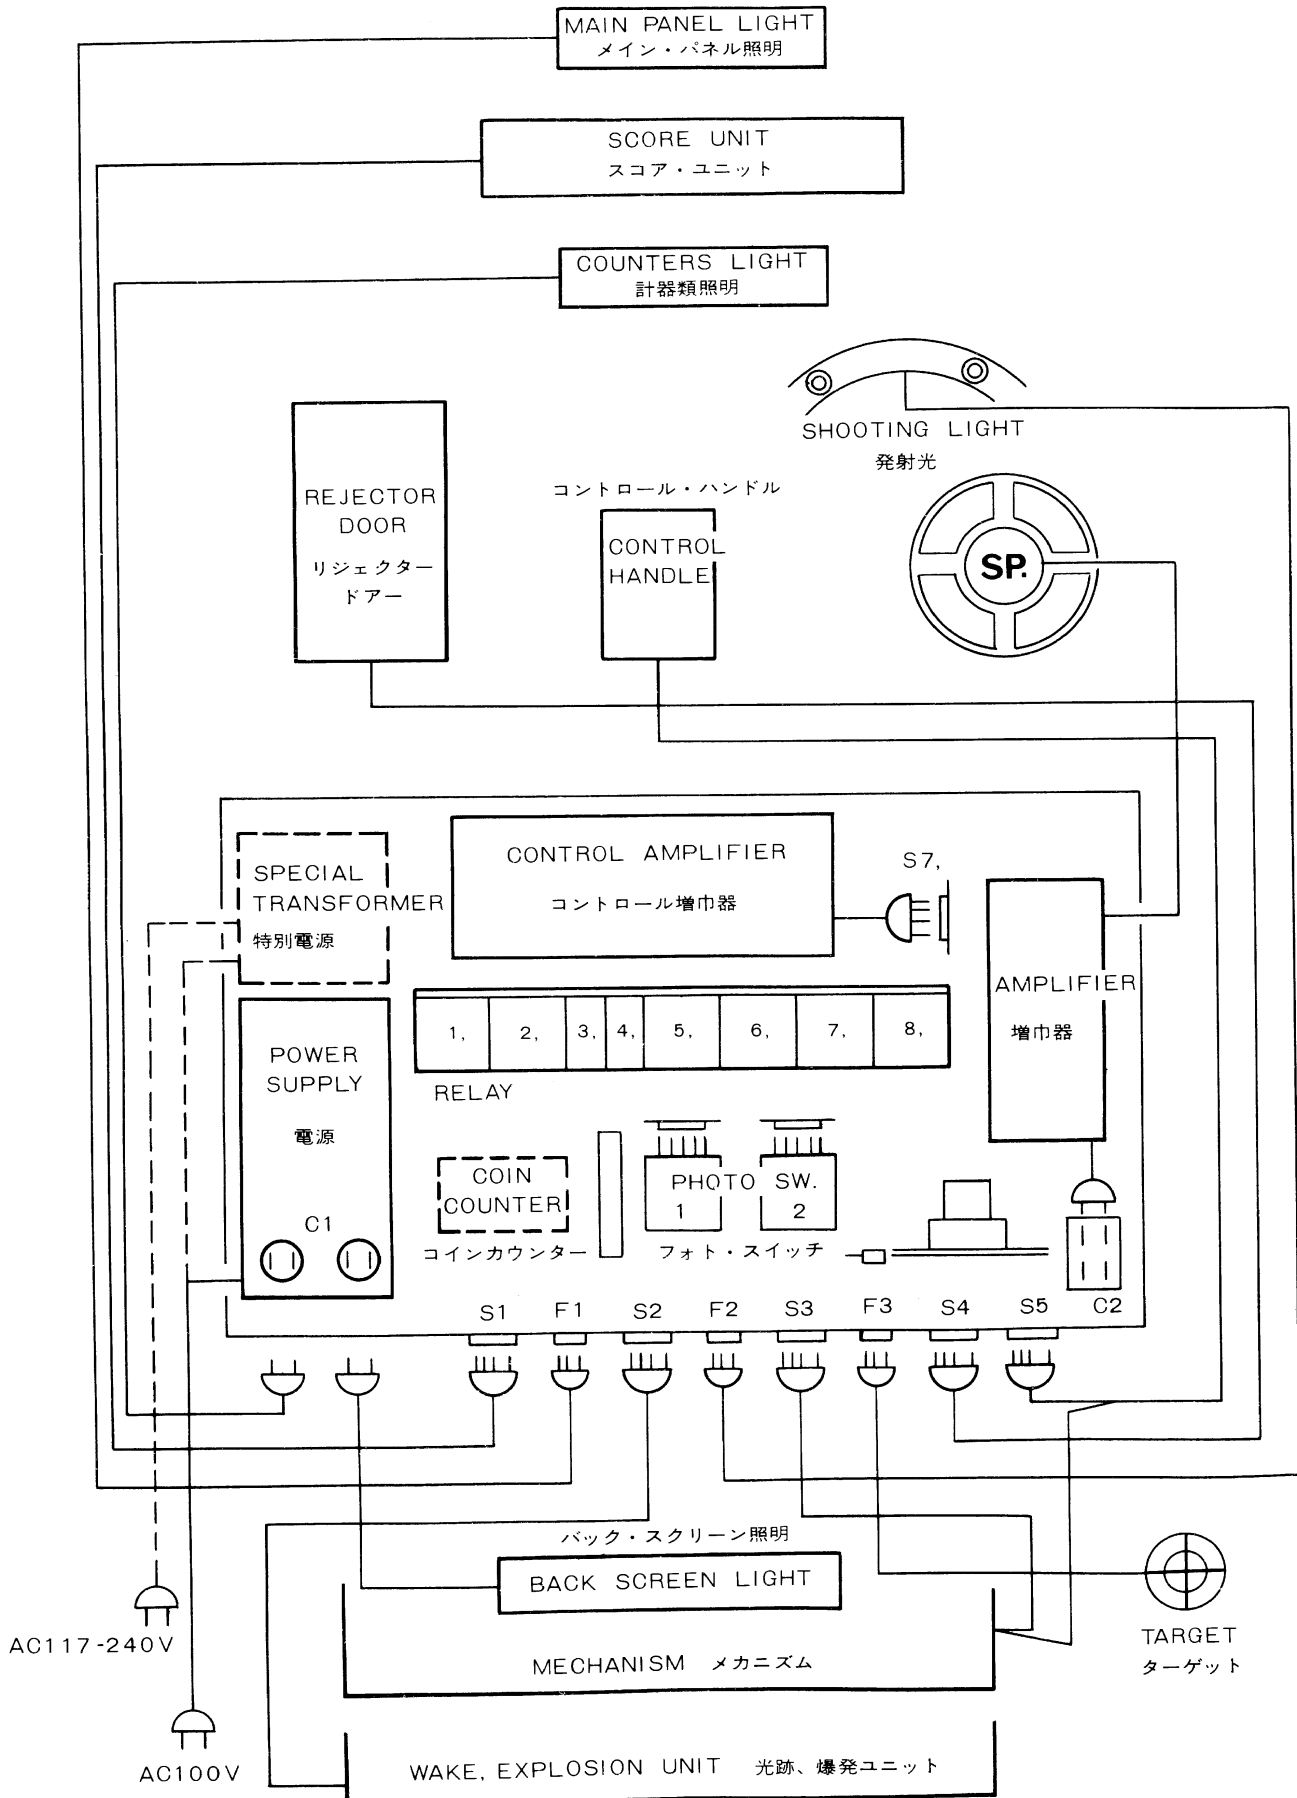 MAIN PANEL LIGHT
メイン・パネル照明
SCORE UNIT
スコア・ユニット
COUNTERS LIGHT
計器類照明
SHOOTING LIGHT
発射光
REJECTOR
DOOR
リジェクター
ドアー
コントロール・ハンドル
CONTROL
HANDLE
SP.
SPECIAL
TRANSFORMER
特別電源
CONTROL AMPLIFIER
コントロール増巾器
S7,
AMPLIFIER
増巾器
1, 2, 3, 4, 5, 6, 7, 8,
RELAY
POWER
SUPPLY
電源
C1
COIN
COUNTER
コインカウンター
PHOTO SW.
1 2
フォト・スイッチ
S1 F1 S2 F2 S3 F3 S4 S5 C2
バック・スクリーン照明
BACK SCREEN LIGHT
MECHANISM メカニズム
TARGET
ターゲット
AC117-240V
AC100V
WAKE, EXPLOSION UNIT 光跡、爆発ユニット